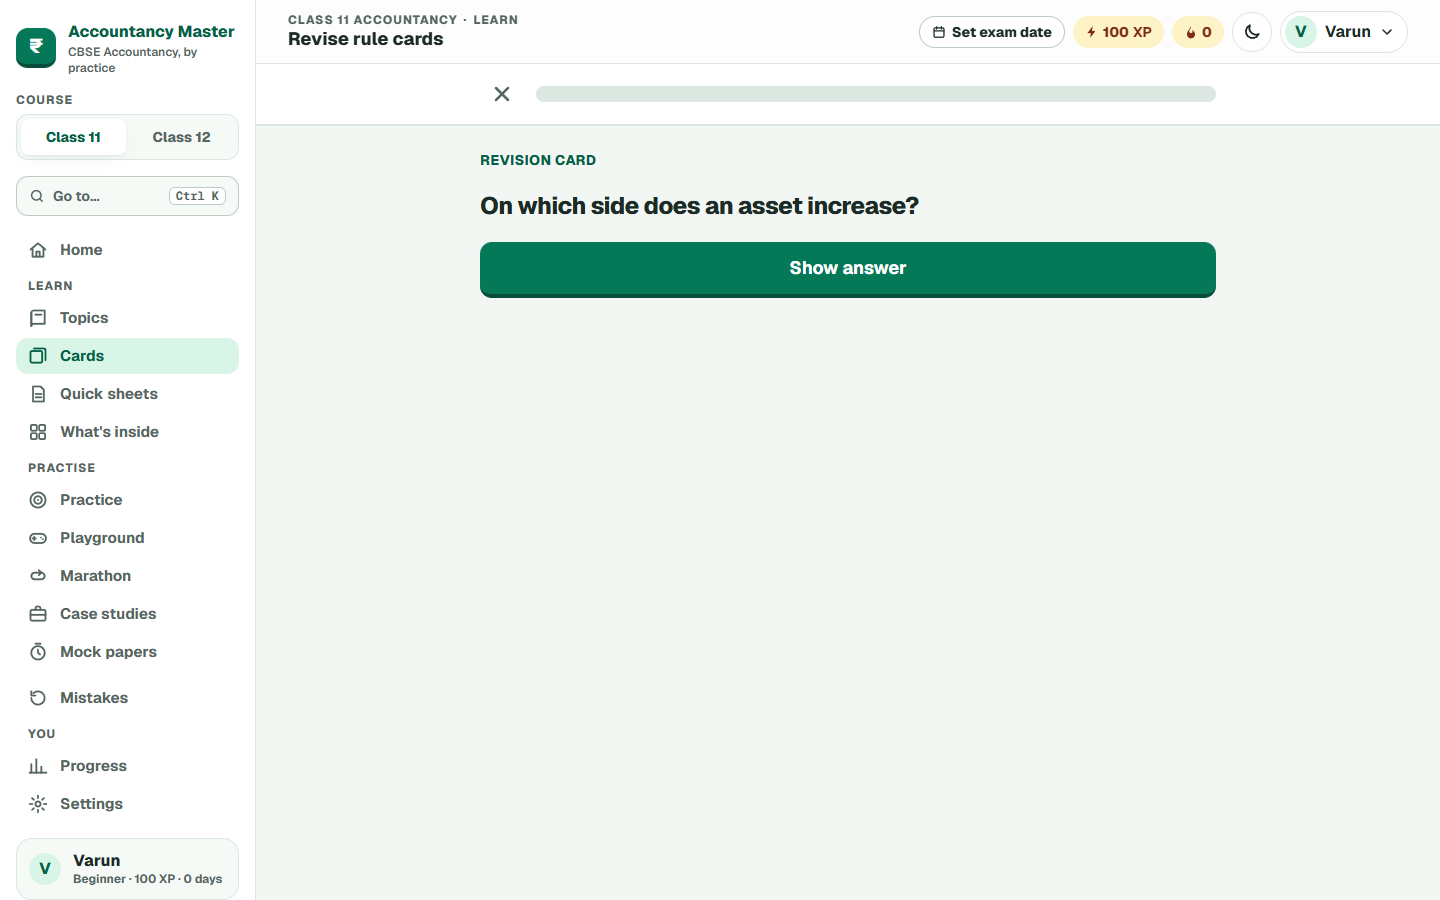 Accountancy Master
CBSE Accountancy, by
practice
COURSE
Class 11
Class 12
Go to...
Ctrl K
Home
LEARN
Topics
Cards
Quick sheets
What's inside
PRACTISE
Practice
Playground
Marathon
Case studies
Mock papers
Mistakes
YOU
Progress
Settings
V
Varun
Beginner · 100 XP · 0 days
CLASS 11 ACCOUNTANCY · LEARN
Revise rule cards
Set exam date
100 XP
0
V
Varun
REVISION CARD
On which side does an asset increase?
Show answer